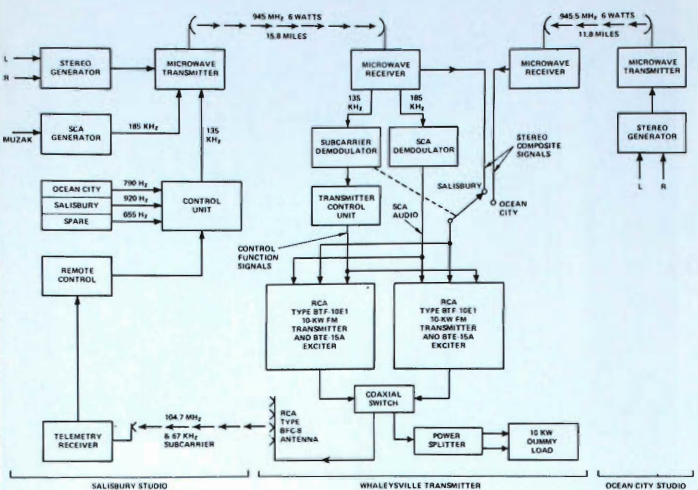 945 MHz 6 WATTS
15.8 MILES
945.5 MHz 6 WATTS
11.8 MILES
L
R
STEREO
GENERATOR
MICROWAVE
TRANSMITTER
MICROWAVE
RECEIVER
MICROWAVE
RECEIVER
MICROWAVE
TRANSMITTER
MUZAK
SCA
GENERATOR
185 KHz
135
KHz
135
KHz
185
KHz
SUBCARRIER
DEMODULATOR
SCA
DEMODULATOR
STEREO
COMPOSITE
SIGNALS
STEREO
GENERATOR
L
R
OCEAN CITY
790 Hz
SALISBURY
920 Hz
SPARE
655 Hz
CONTROL
UNIT
TRANSMITTER
CONTROL
UNIT
SALISBURY
OCEAN
CITY
SCA
AUDIO
CONTROL
FUNCTION
SIGNALS
REMOTE
CONTROL
RCA
TYPE BTF-10E1
10-KW FM
TRANSMITTER
AND BTE-15A
EXCITER
RCA
TYPE BTF-10E1
10-KW FM
TRANSMITTER
AND BTE-15A
EXCITER
COAXIAL
SWITCH
TELEMETRY
RECEIVER
104.7 MHz
& 67 KHz
SUBCARRIER
RCA
TYPE
BFC-8
ANTENNA
POWER
SPLITTER
10 KW
DUMMY
LOAD
SALISBURY STUDIO
WHALEYSVILLE TRANSMITTER
OCEAN CITY STUDIO